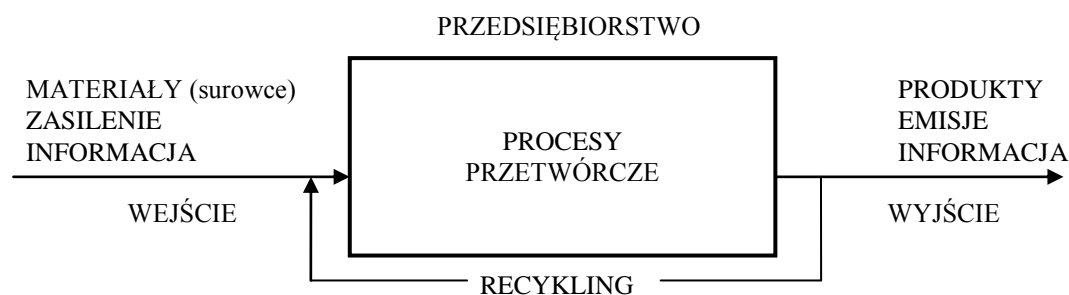 PRZEDSIĘBIORSTWO
MATERIAŁY (surowce)
ZASILENIE
INFORMACJA
WEJŚCIE
PROCESY
PRZETWÓRCZE
PRODUKTY
EMISJE
INFORMACJA
WYJŚCIE
RECYKLING